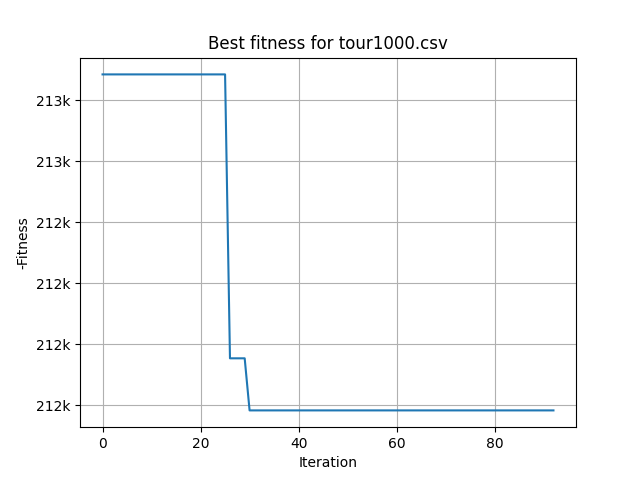 Best fitness for tour1000.csv
213k
213k
212k
212k
212k
212k
-Fitness
0
20
40
60
80
Iteration